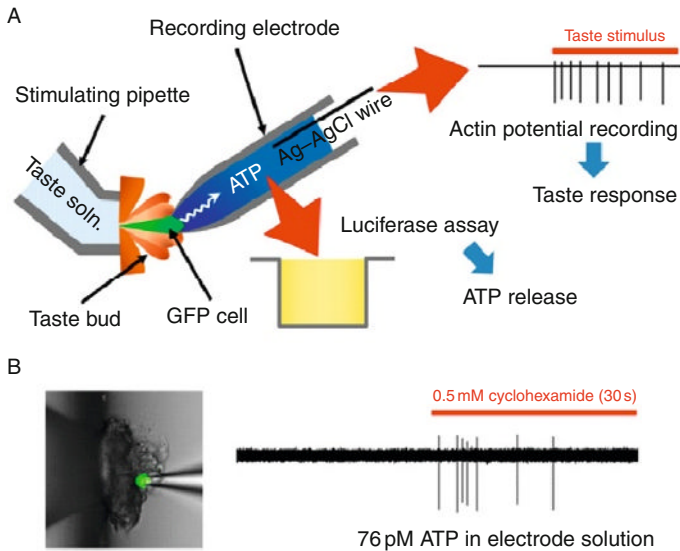 A
Recording electrode
Taste stimulus
Stimulating pipette
Ag–AgCl wire
Actin potential recording
Taste soln.
ATP
Taste response
Luciferase assay
ATP release
Taste bud
GFP cell
B
0.5 mM cyclohexamide (30 s)
76 pM ATP in electrode solution